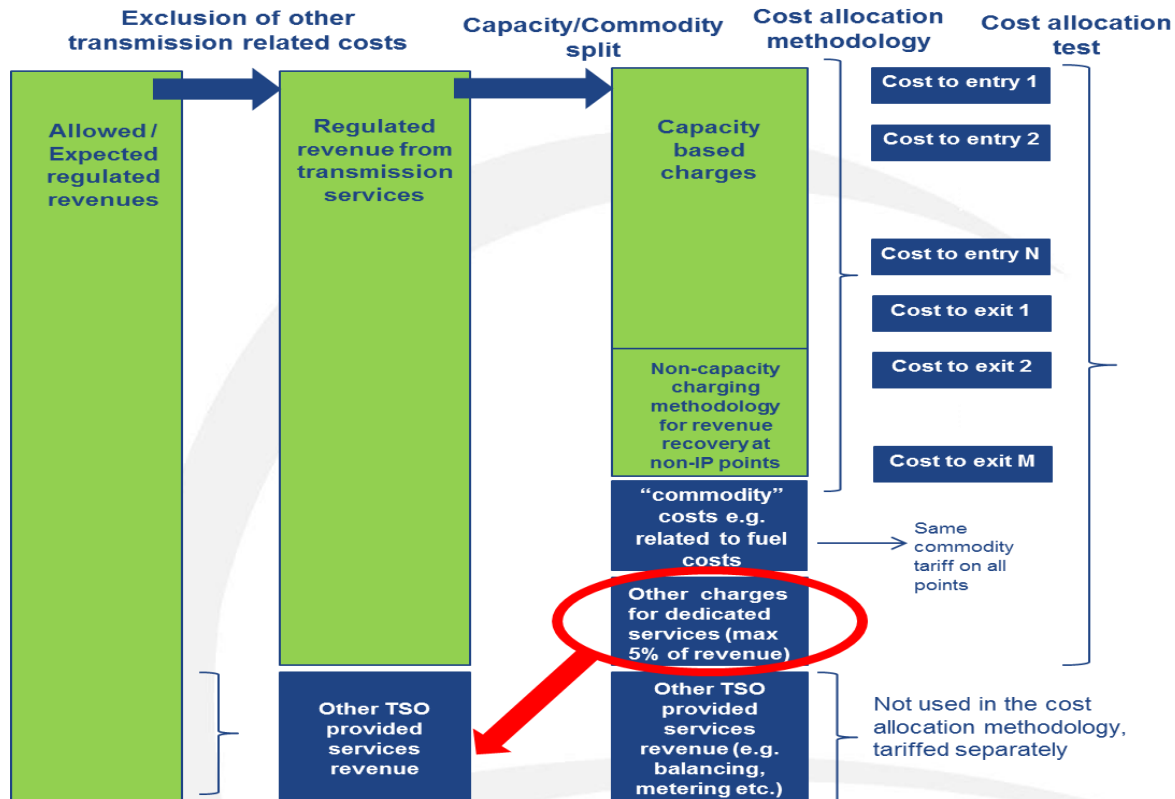 Exclusion of other
transmission related costs
Capacity/Commodity
split
Cost allocation
methodology
Cost allocation
test
Allowed /
Expected
regulated
revenues
Regulated
revenue from
transmission
services
Capacity
based
charges
Non-capacity
charging
methodology
for revenue
recovery at
non-IP points
“commodity”
costs e.g.
related to fuel
costs
Other charges
for dedicated
services (max
5% of revenue)
Other TSO
provided
services
revenue
Other TSO
provided
services
revenue (e.g.
balancing,
metering etc.)
Cost to entry 1
Cost to entry 2
Cost to entry N
Cost to exit 1
Cost to exit 2
Cost to exit M
Same
commodity
tariff on all
points
Not used in the cost
allocation methodology,
tariffed separately